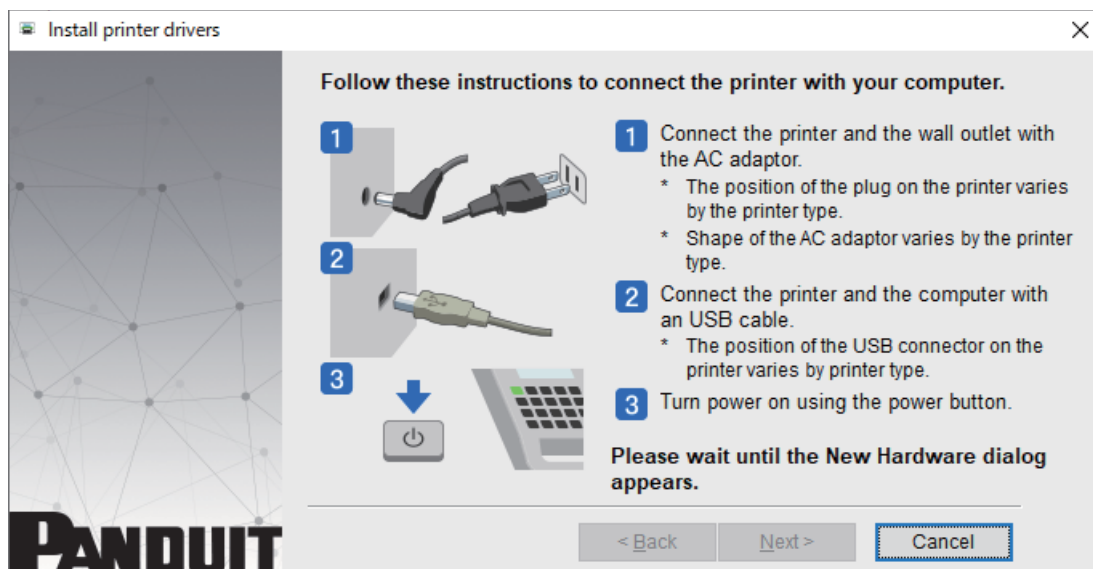 Install printer drivers
Follow these instructions to connect the printer with your computer.
1
1 Connect the printer and the wall outlet with
the AC adaptor.
* The position of the plug on the printer varies
by the printer type.
* Shape of the AC adaptor varies by the printer
type.
2
2 Connect the printer and the computer with
an USB cable.
* The position of the USB connector on the
printer varies by printer type.
3
3 Turn power on using the power button.
Please wait until the New Hardware dialog
appears.
PANDUIT
< Back Next > Cancel